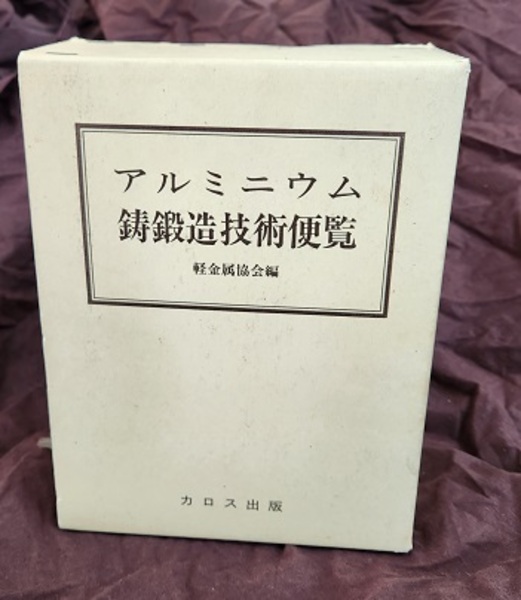 アルミニウム
鋳鍛造技術便覧
軽金属協会編
カロス出版